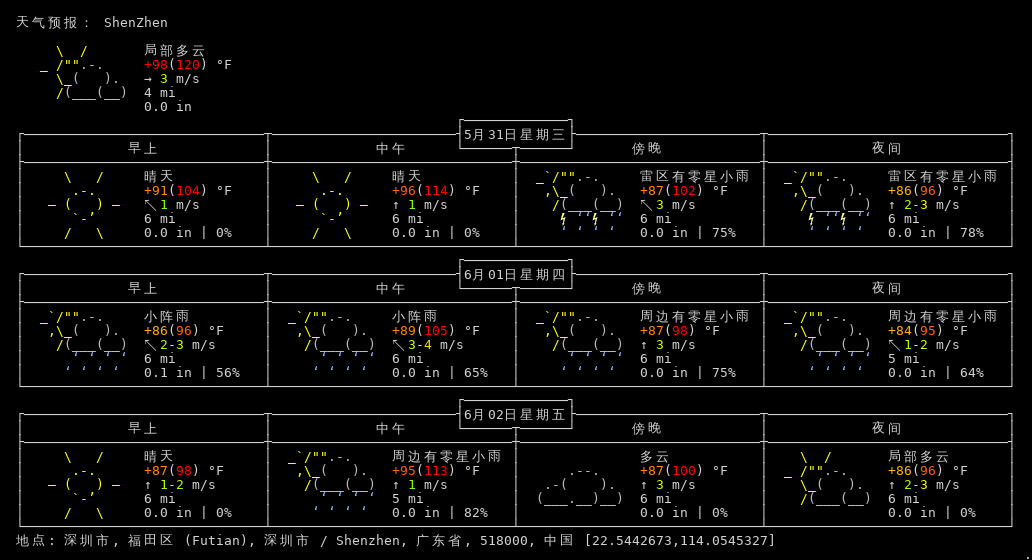 天气预报： ShenZhen
局部多云
+98(120) °F
→ 3 m/s
4 mi
0.0 in
5月31日星期三
早上 中午 傍晚 夜间
晴天 晴天 雷区有零星小雨 雷区有零星小雨
+91(104) °F +96(114) °F +87(102) °F +86(96) °F
↖ 1 m/s ↑ 1 m/s ↖ 3 m/s ↑ 2-3 m/s
6 mi 6 mi 6 mi 6 mi
0.0 in | 0% 0.0 in | 0% 0.0 in | 75% 0.0 in | 78%
6月01日星期四
早上 中午 傍晚 夜间
小阵雨 小阵雨 周边有零星小雨 周边有零星小雨
+86(96) °F +89(105) °F +87(98) °F +84(95) °F
↖ 2-3 m/s ↖ 3-4 m/s ↑ 3 m/s ↖ 1-2 m/s
6 mi 6 mi 6 mi 5 mi
0.1 in | 56% 0.0 in | 65% 0.0 in | 75% 0.0 in | 64%
6月02日星期五
早上 中午 傍晚 夜间
晴天 周边有零星小雨 多云 局部多云
+87(98) °F +95(113) °F +87(100) °F +86(96) °F
↑ 1-2 m/s ↑ 1 m/s ↑ 3 m/s ↑ 2-3 m/s
6 mi 5 mi 6 mi 6 mi
0.0 in | 0% 0.0 in | 82% 0.0 in | 0% 0.0 in | 0%
地点: 深圳市, 福田区 (Futian), 深圳市 / Shenzhen, 广东省, 518000, 中国 [22.5442673,114.0545327]